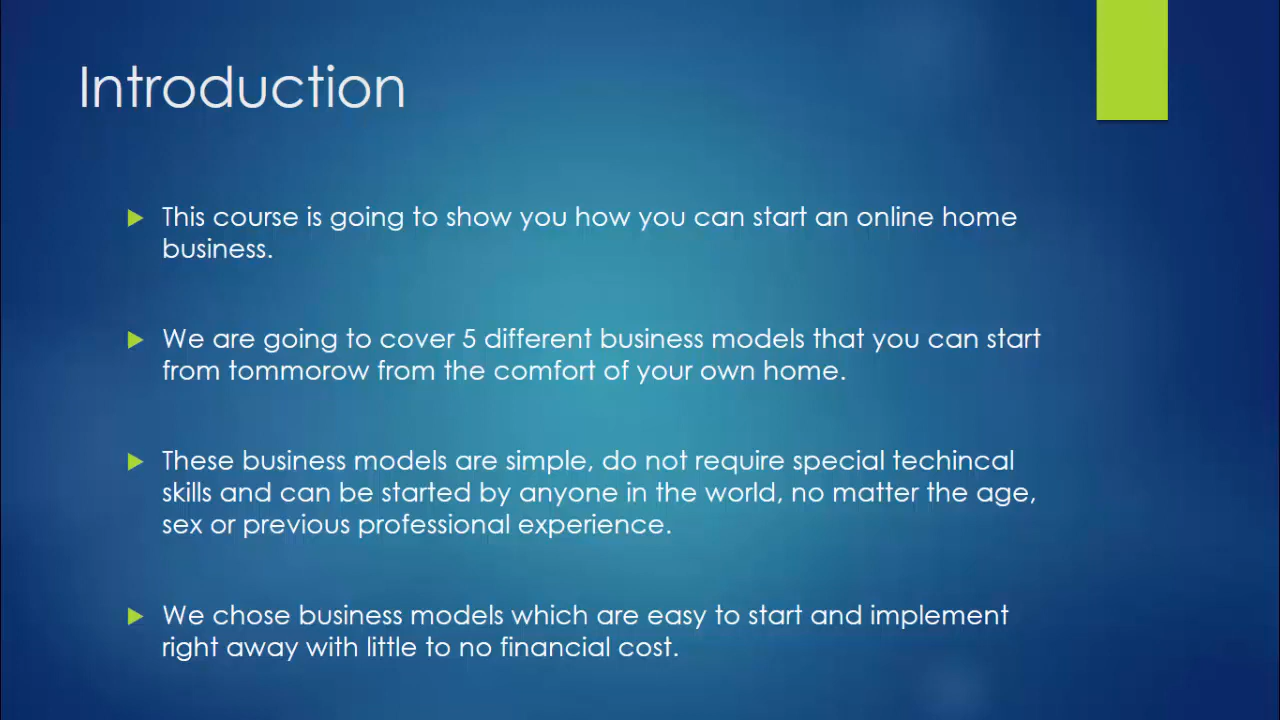 Introduction
This course is going to show you how you can start an online home
business.
We are going to cover 5 different business models that you can start
from tommorow from the comfort of your own home.
These business models are simple, do not require special techincal
skills and can be started by anyone in the world, no matter the age,
sex or previous professional experience.
We chose business models which are easy to start and implement
right away with little to no financial cost.